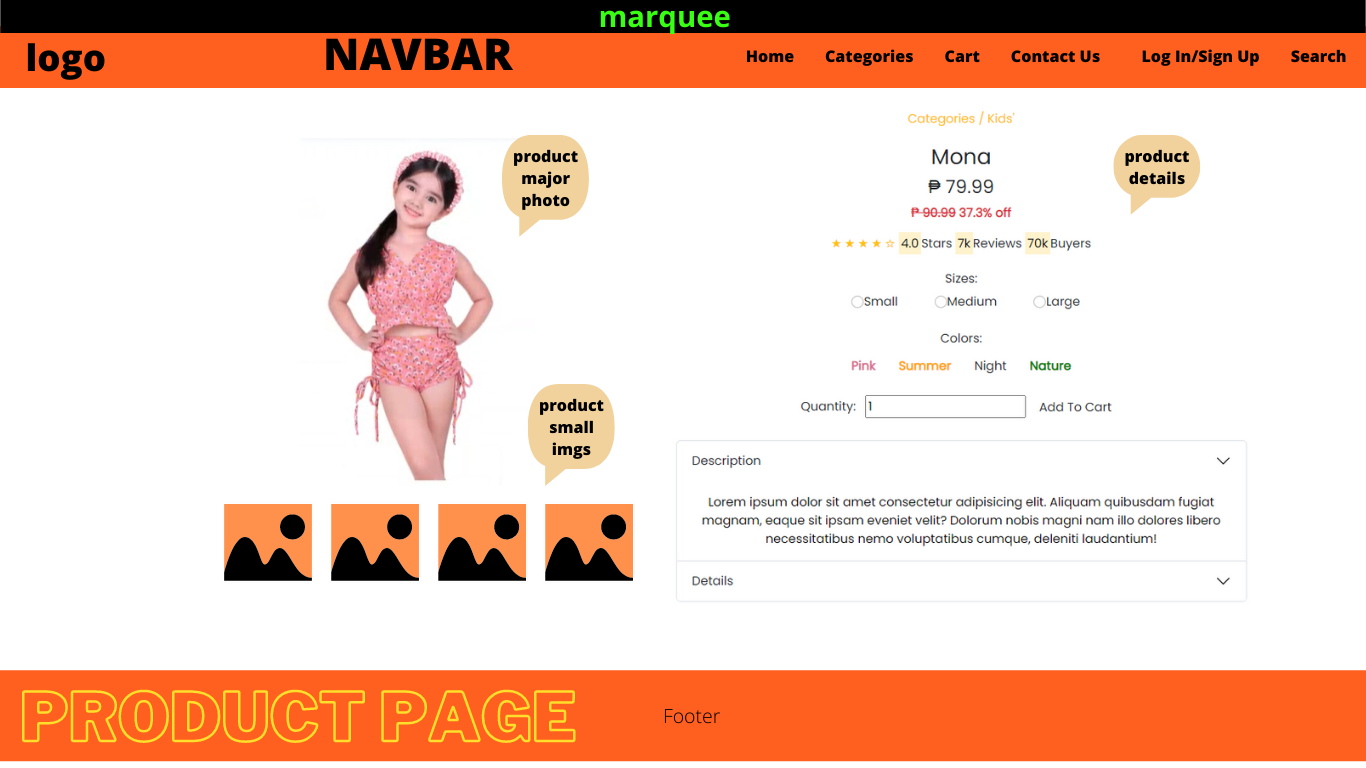 marquee
logo
NAVBAR
Home Categories Cart Contact Us Log In/Sign Up Search
Categories / Kids'
product
major
photo
Mona
product
details
₱ 79.99
₱ 90.99 37.3% off
★ ★ ★ ★ ☆ 4.0 Stars 7k Reviews 70k Buyers
Sizes:
Small Medium Large
Colors:
Pink Summer Night Nature
Quantity: 1 Add To Cart
product
small
imgs
Description
Lorem ipsum dolor sit amet consectetur adipisicing elit. Aliquam quibusdam fugiat
magnam, eaque sit ipsam eveniet velit? Dolorum nobis magni nam illo dolores libero
necessitatibus nemo voluptatibus cumque, deleniti laudantium!
Details
PRODUCT PAGE
Footer